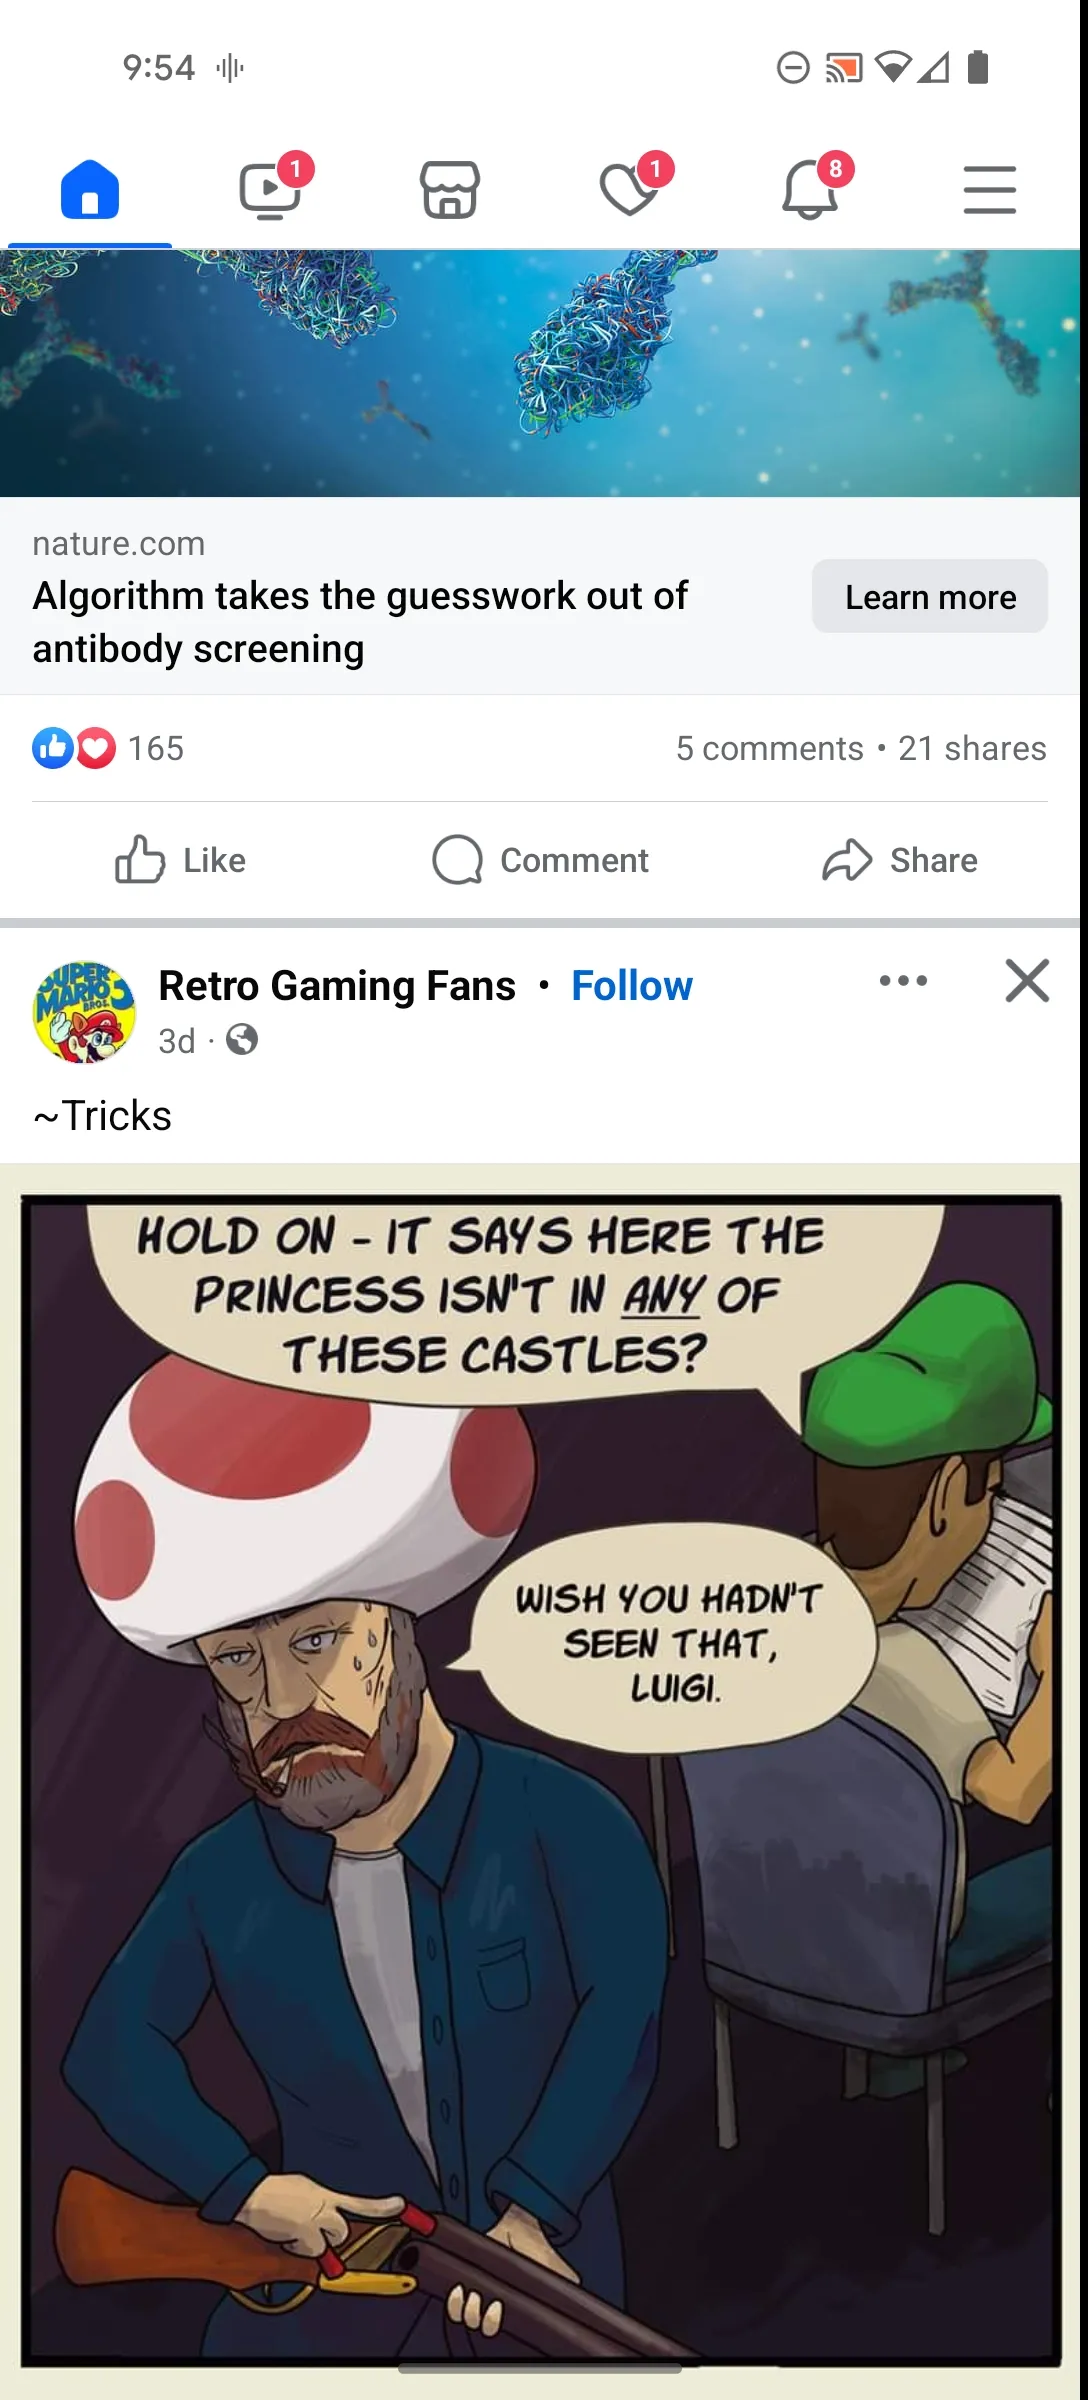 9:54
1
1
8
nature.com
Algorithm takes the guesswork out of
antibody screening
Learn more
165
5 comments • 21 shares
Like
Comment
Share
SUPER
MARIO 3
BROS.
Retro Gaming Fans • Follow
3d ·
~Tricks
HOLD ON - IT SAYS HERE THE
PRINCESS ISN'T IN ANY OF
THESE CASTLES?
WISH YOU HADN'T
SEEN THAT,
LUIGI.